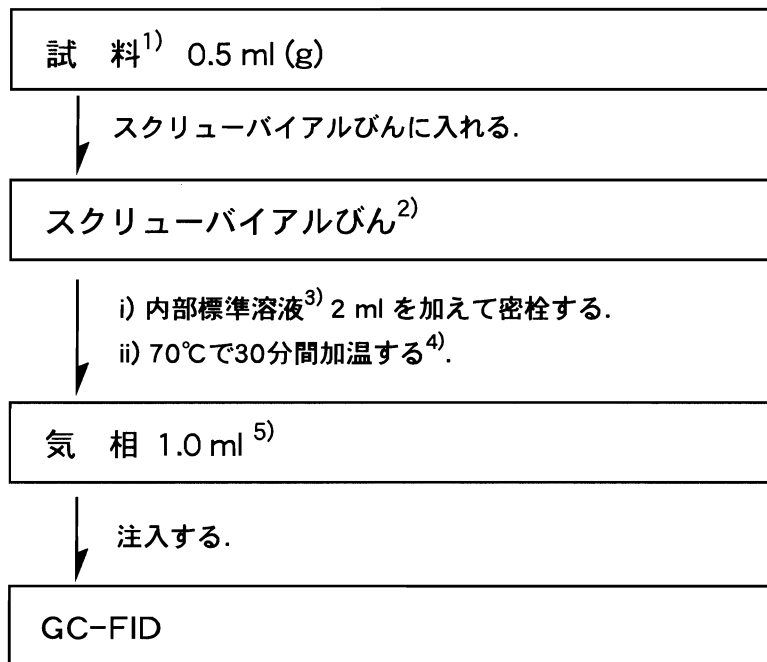 試　料1) 0.5 ml (g)
スクリューバイアルびんに入れる.
スクリューバイアルびん2)
i) 内部標準溶液3) 2 ml を加えて密栓する.
ii) 70℃で30分間加温する4).
気　相 1.0 ml 5)
注入する.
GC-FID